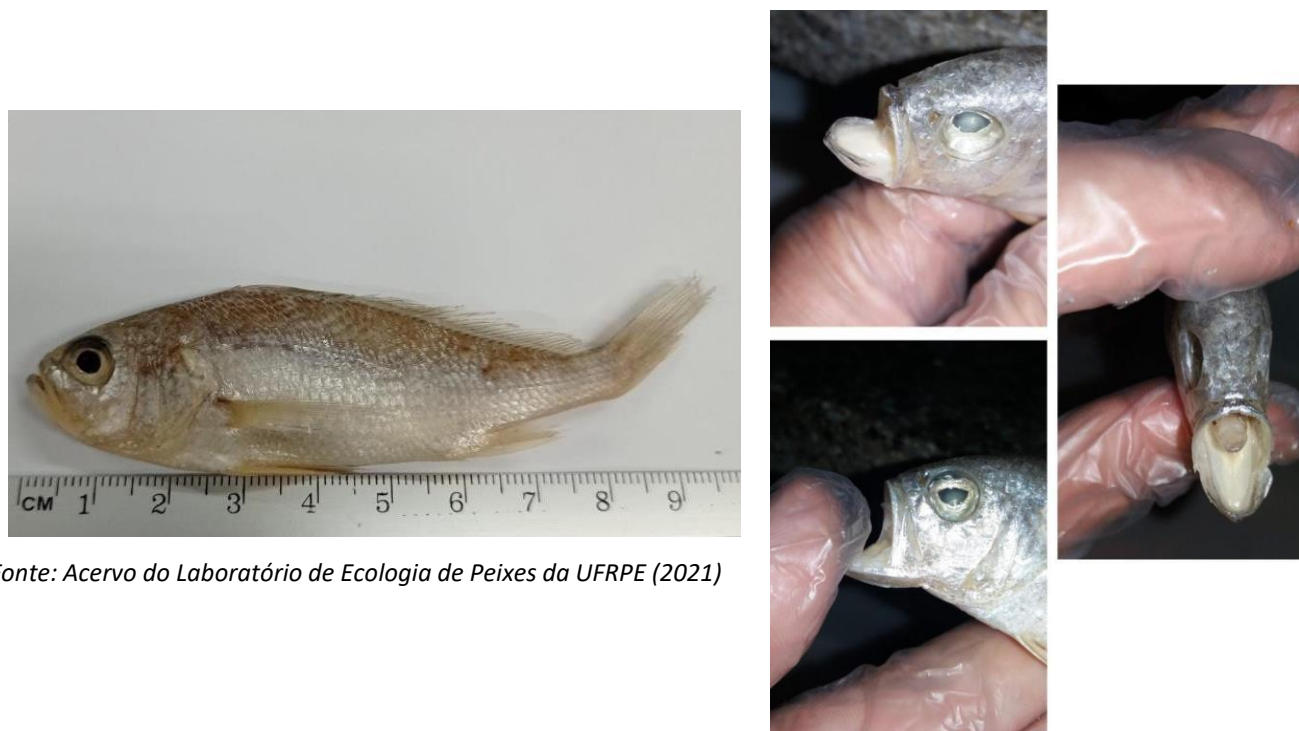 CM 1 2 3 4 5 6 7 8 9
onte: Acervo do Laboratório de Ecologia de Peixes da UFRPE (2021)